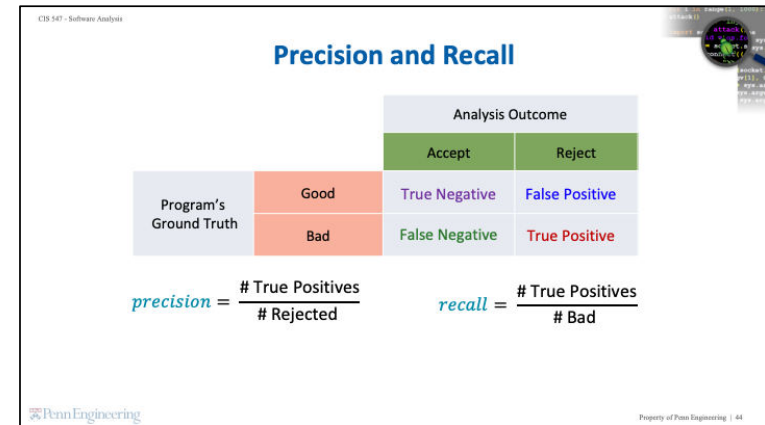 CIS 547 - Software Analysis
Precision and Recall
Analysis Outcome
Accept Reject
Program's
Ground Truth
Good True Negative False Positive
Bad False Negative True Positive
precision = # True Positives
# Rejected
recall = # True Positives
# Bad
Penn Engineering
Property of Penn Engineering | 44